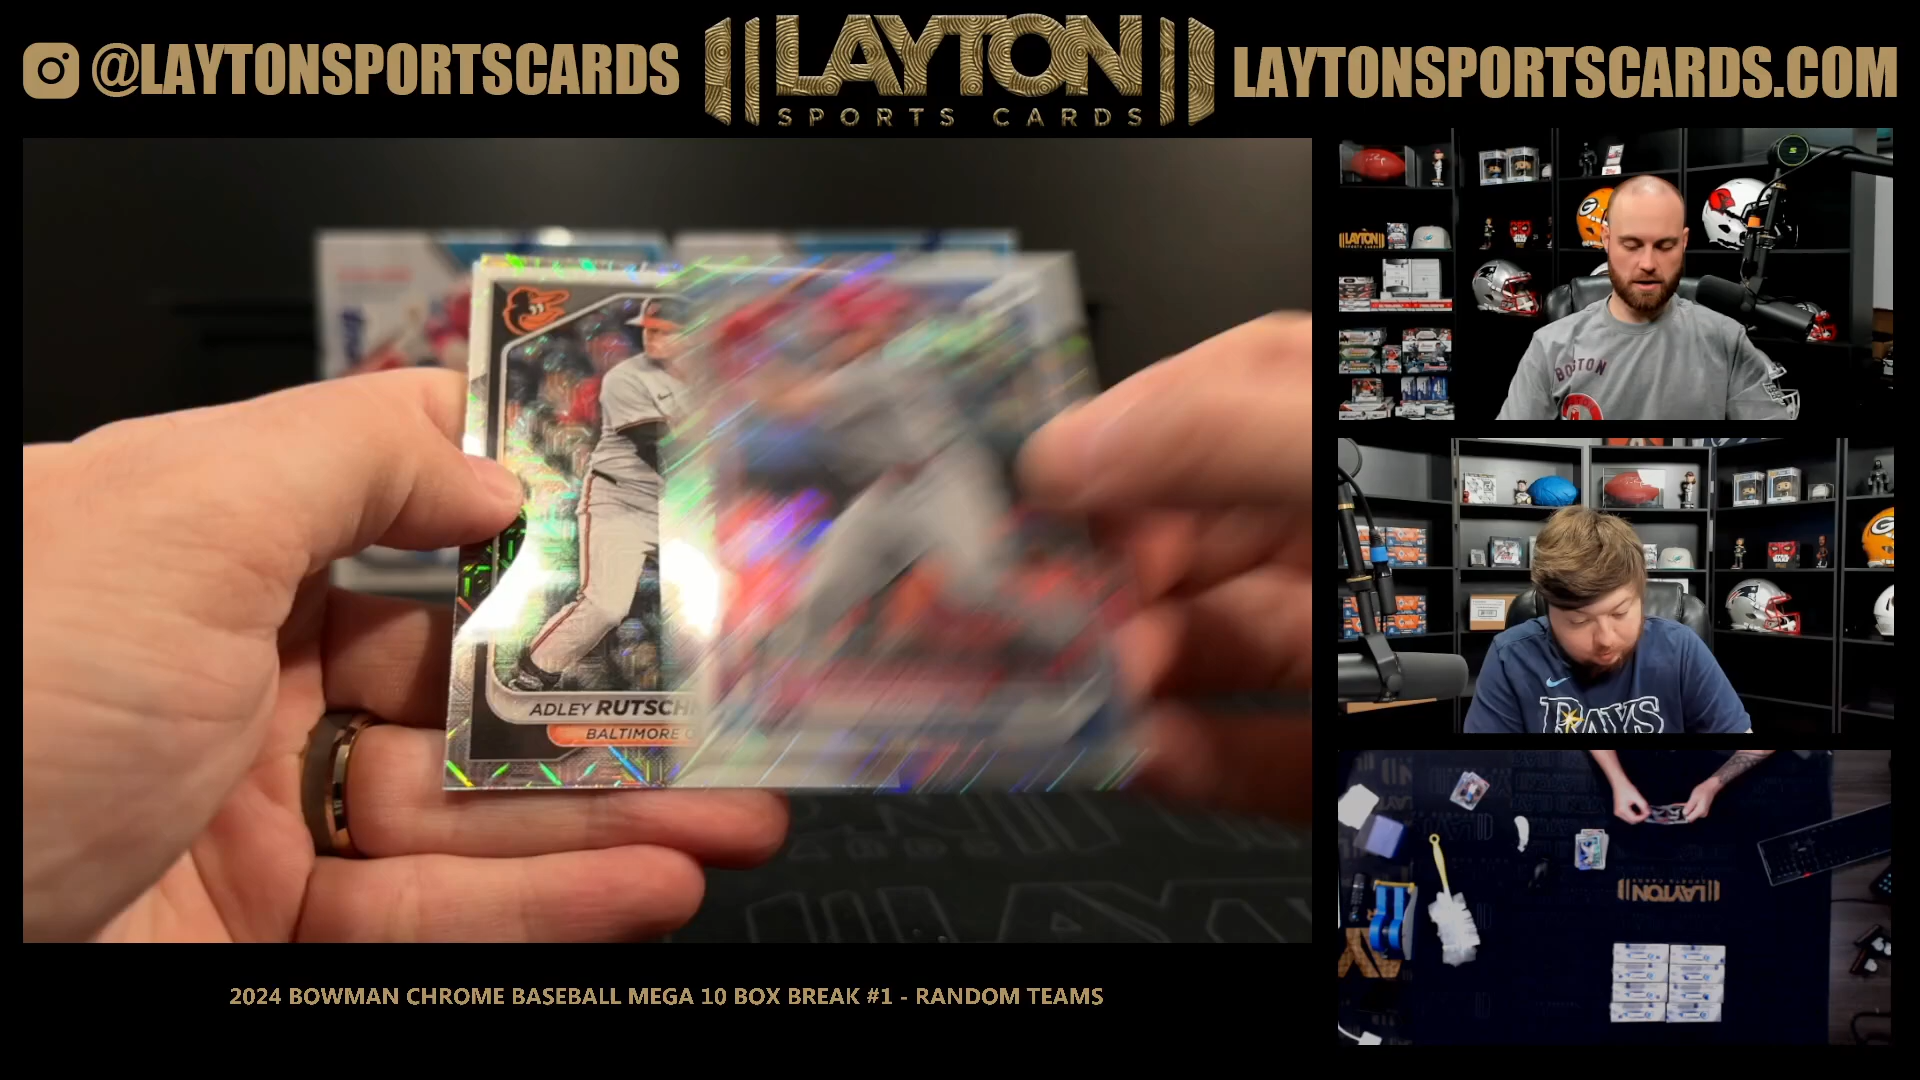 @LAYTONSPORTSCARDS
LAYTON
SPORTS CARDS
LAYTONSPORTSCARDS.COM
ADLEY RUTSCH
BALTIMORE O
LAYTON
BOSTON
RAYS
LAYTON
2024 BOWMAN CHROME BASEBALL MEGA 10 BOX BREAK #1 - RANDOM TEAMS